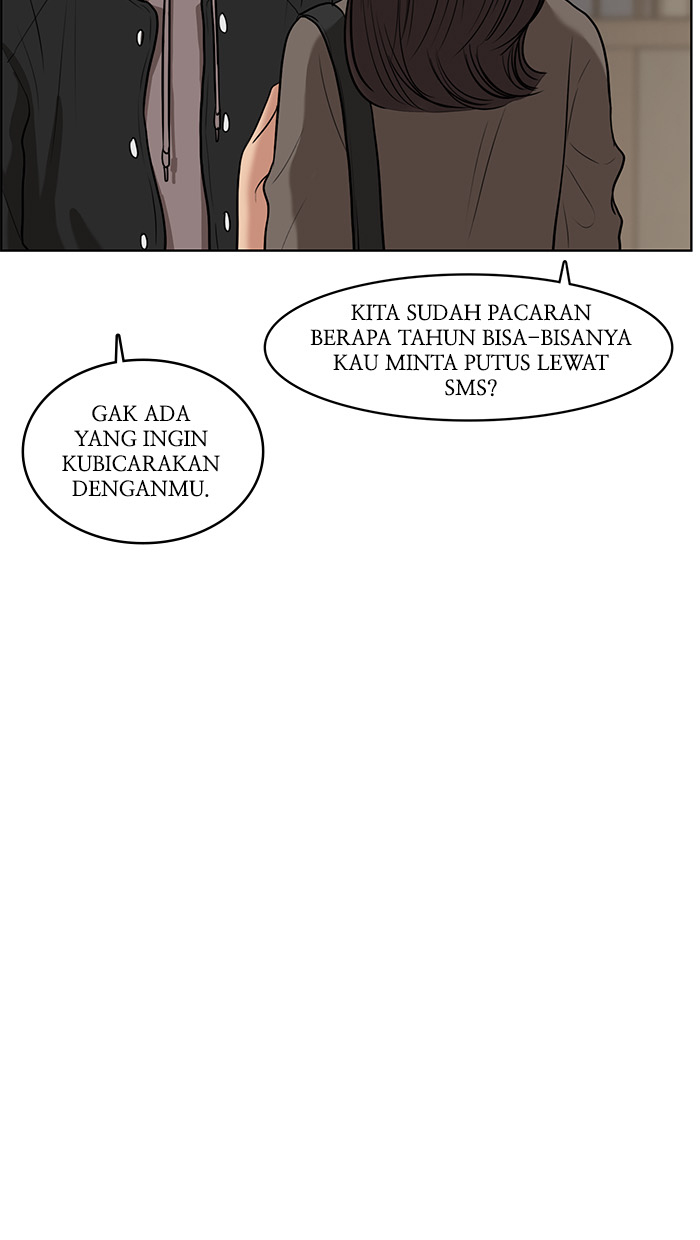 KITA SUDAH PACARAN
BERAPA TAHUN BISA-BISANYA
KAU MINTA PUTUS LEWAT
SMS?
GAK ADA
YANG INGIN
KUBICARAKAN
DENGANMU.